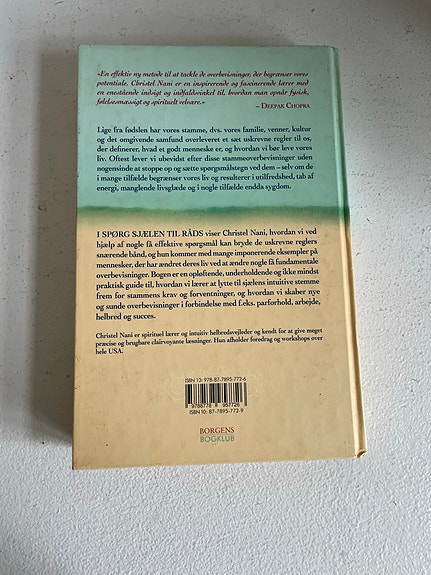 »En effektiv ny metode til at tackle de overbevisninger, der begrænser vores
potentiale. Christel Nani er en inspirerende og fascinerende lærer med
en enestående indsigt og indfaldsvinkel til, hvordan man opnår fysisk,
følelsesmæssigt og spirituelt velvære.«
– DEEPAK CHOPRA
Lige fra fødslen har vores stamme, dvs. vores familie, venner, kultur
og det omgivende samfund overleveret et sæt uskrevne regler til os,
der definerer, hvad et godt menneske er, og hvordan vi bør leve vores
liv. Oftest lever vi ubevidst efter disse stammeoverbevisninger uden
nogensinde at stoppe op og sætte spørgsmålstegn ved dem – selv om de
i mange tilfælde begrænser vores liv og resulterer i utilfredshed, tab af
energi, manglende livsglæde og i nogle tilfælde endda sygdom.
I SPØRG SJÆLEN TIL RÅDS viser Christel Nani, hvordan vi ved
hjælp af nogle få effektive spørgsmål kan bryde de uskrevne reglers
snærende bånd, og hun kommer med mange imponerende eksempler på
mennesker, der har ændret deres liv ved at ændre nogle få fundamentale
overbevisninger. Bogen er en opløftende, underholdende og ikke mindst
praktisk guide til, hvordan vi lærer at lytte til sjælens intuitive stemme
frem for stammens krav og forventninger, og hvordan vi skaber nye
og sunde overbevisninger i forbindelse med f.eks. parforhold, arbejde,
helbred og succes.
Christel Nani er spirituel lærer og intuitiv helbredsvejleder og kendt for at give meget
præcise og brugbare clairvoyante læsninger. Hun afholder foredrag og workshops over
hele USA.
ISBN 13: 978-87-7895-772-6
9 788778 957726
ISBN 10: 87-7895-772-9
BORGENS
BOGKLUB